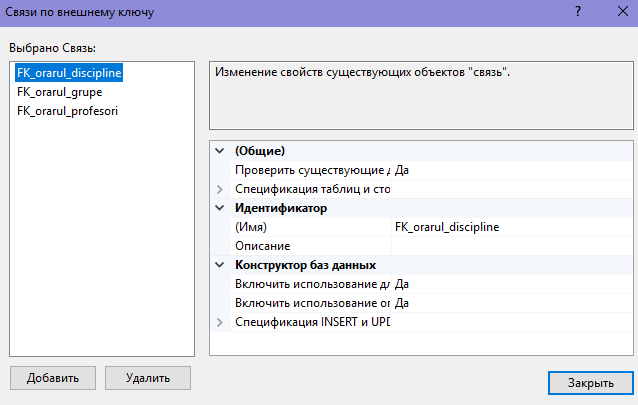 Связи по внешнему ключу
?
Выбрано Связь:
FK_orarul_discipline
FK_orarul_grupe
FK_orarul_profesori
Изменение свойств существующих объектов "связь".
(Общие)
Проверить существующие д Да
Спецификация таблиц и сто
Идентификатор
(Имя) FK_orarul_discipline
Описание
Конструктор баз данных
Включить использование дл Да
Включить использование ог Да
Спецификация INSERT и UPD
Добавить Удалить
Закрыть